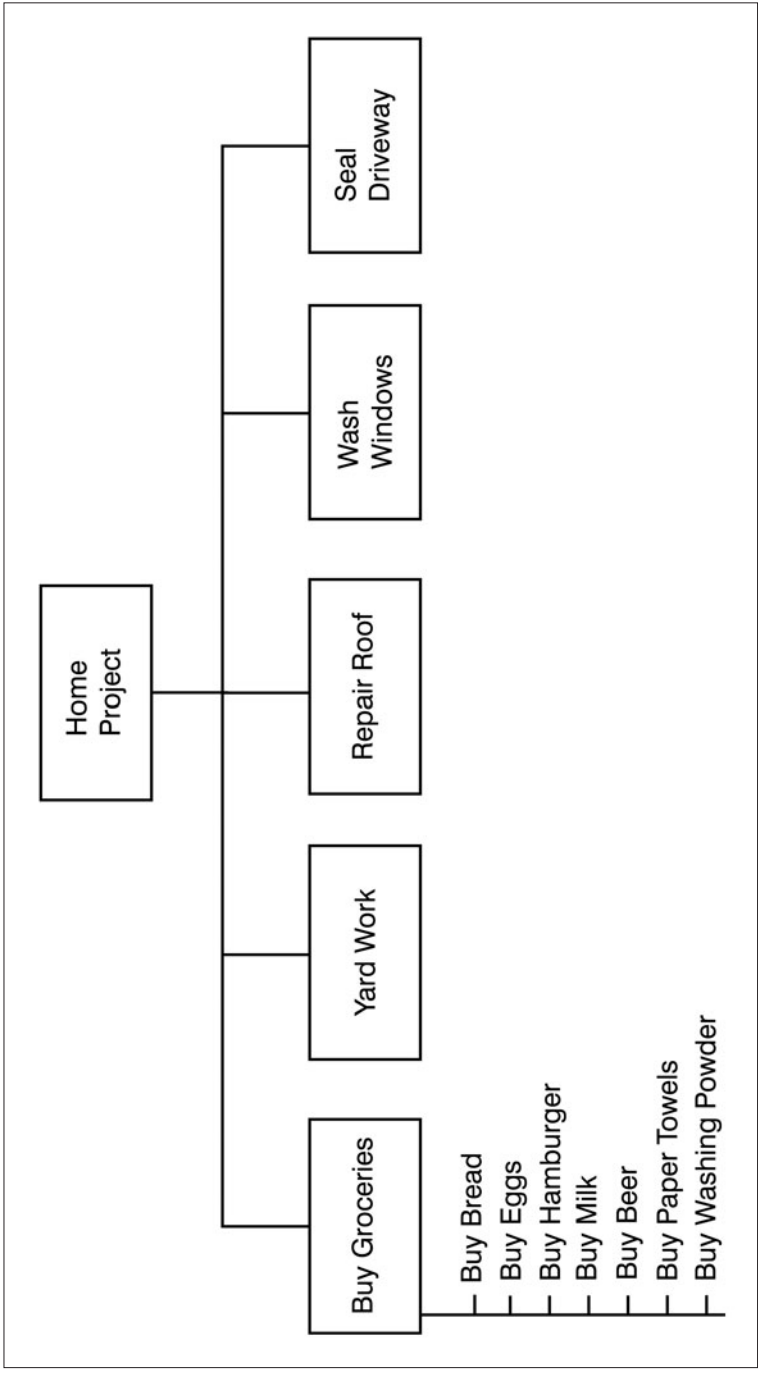 Home
Project
Buy Groceries
Yard Work
Repair Roof
Wash
Windows
Seal
Driveway
Buy Bread
Buy Eggs
Buy Hamburger
Buy Milk
Buy Beer
Buy Paper Towels
Buy Washing Powder